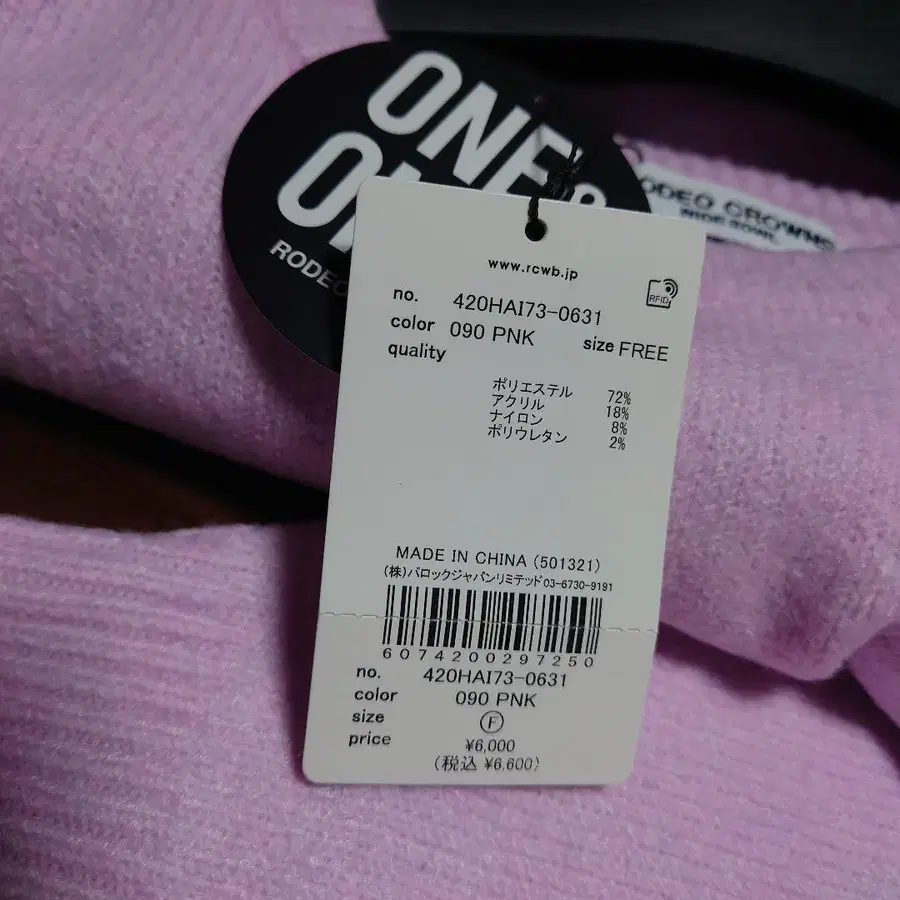 ONE&
RODEO
RODEO CROWNS
WIDE BOWL
www.rcwb.jp
RFID
no. 420HAI73-0631
color 090 PNK size FREE
quality
ポリエステル 72%
アクリル 18%
ナイロン 8%
ポリウレタン 2%
MADE IN CHINA (501321)
(株)バロックジャパンリミテッド03-6730-9191
6074200297250
no. 420HAI73-0631
color 090 PNK
size F
price ¥6,000
(税込 ¥6,600)